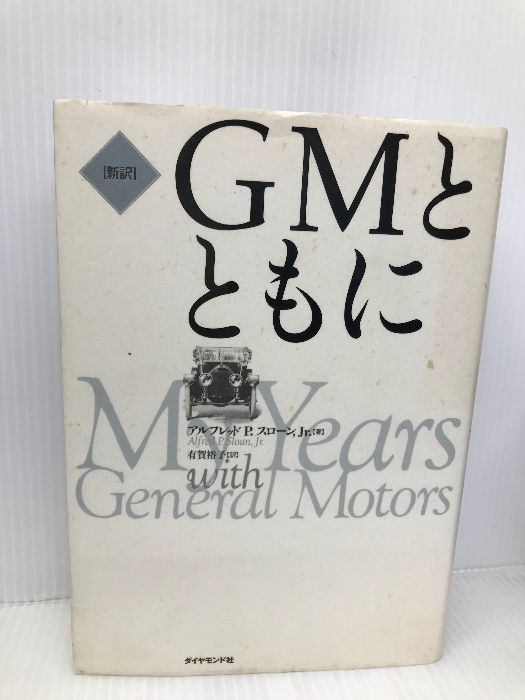 [新訳]
GMと
ともに
My Years
アルフレッド P. スローン, Jr. [著]
Alfred P. Sloan, Jr.
有賀裕子[訳]
with
General Motors
ダイヤモンド社